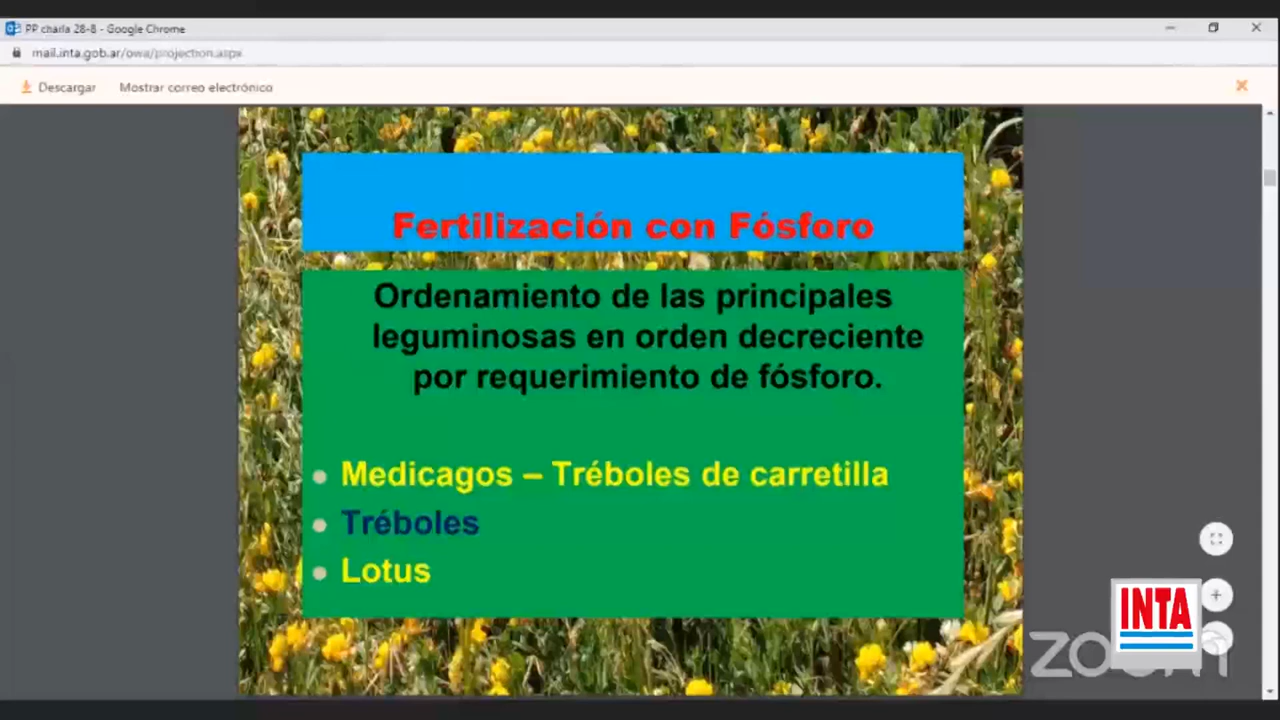 PP charla 28-8 - Google Chrome
mail.inta.gob.ar/owa/projection.aspx
Descargar Mostrar correo electrónico
Fertilización con Fósforo
Ordenamiento de las principales
leguminosas en orden decreciente
por requerimiento de fósforo.
Medicagos – Tréboles de carretilla
Tréboles
Lotus
INTA
zoom